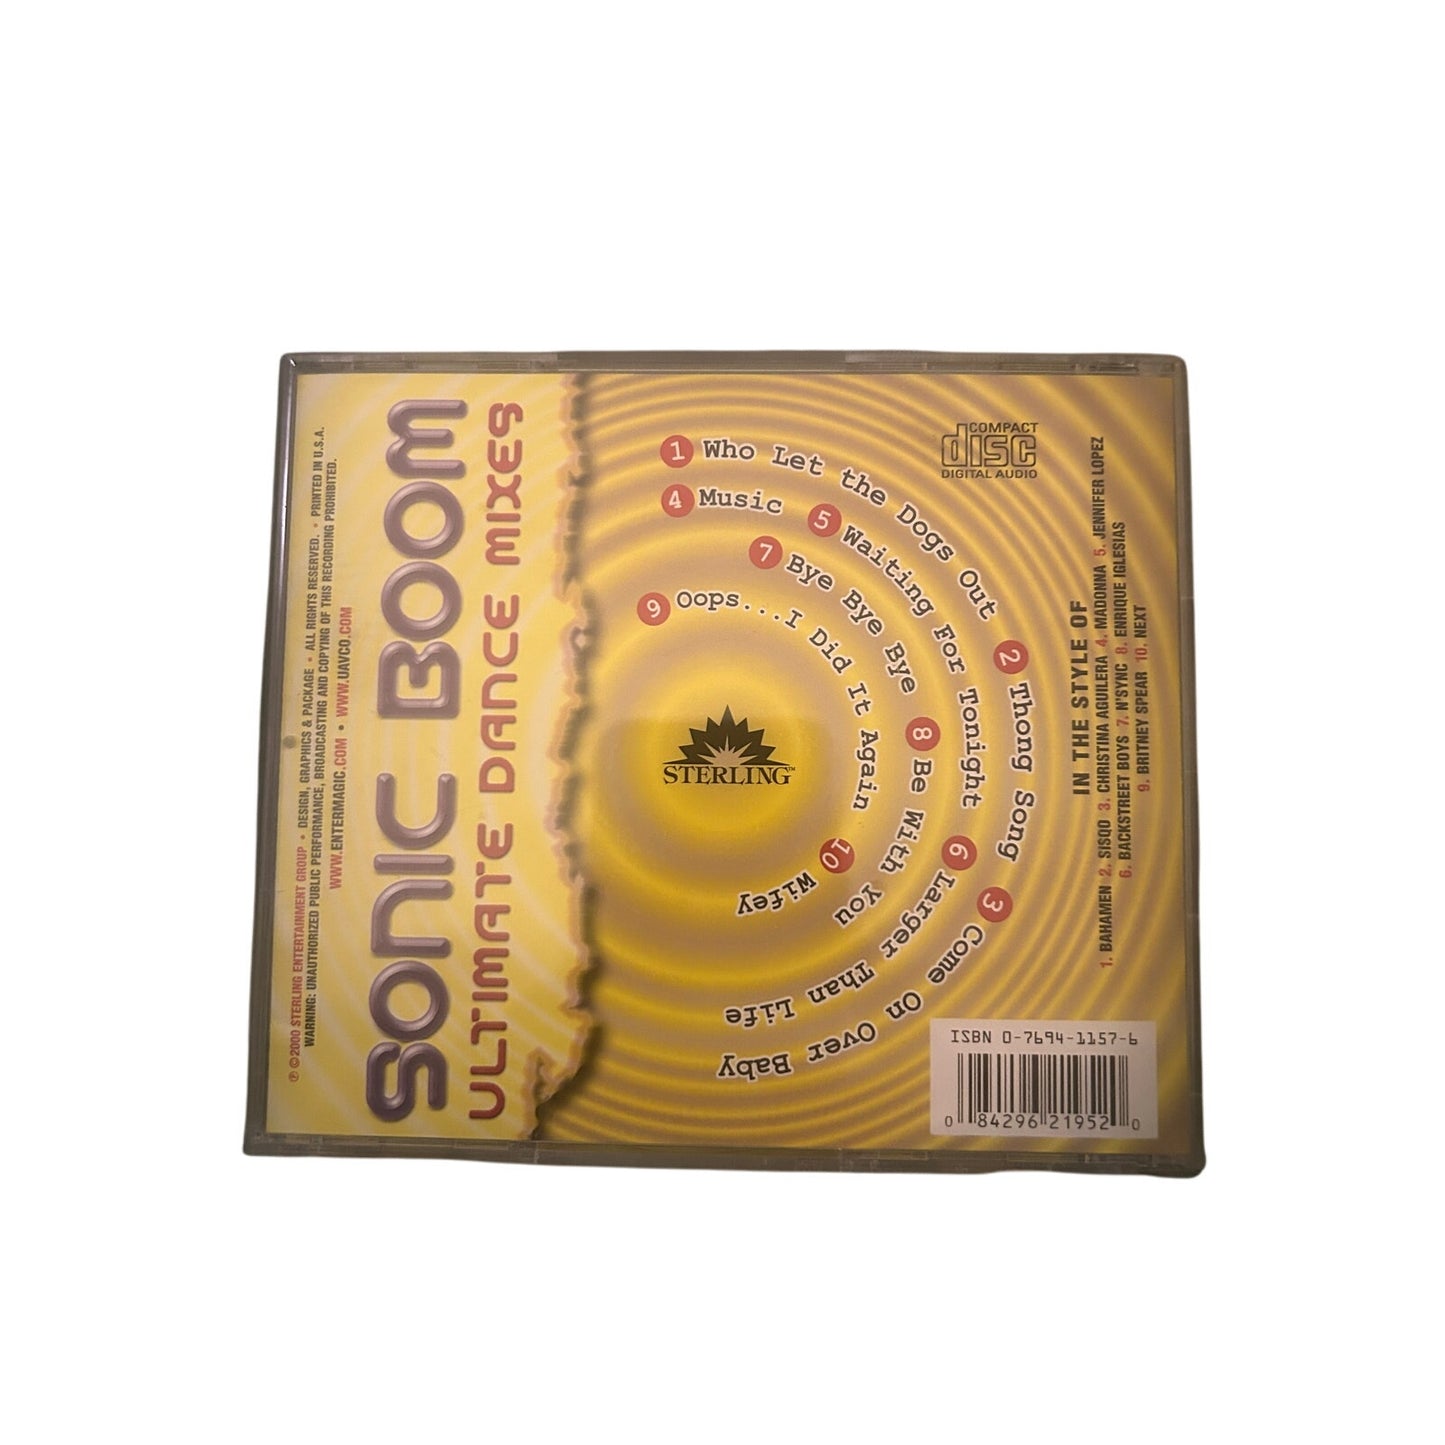 ℗ © 2000 STERLING ENTERTAINMENT GROUP • DESIGN, GRAPHICS & PACKAGE • ALL RIGHTS RESERVED. • PRINTED IN U.S.A.
WARNING: UNAUTHORIZED PUBLIC PERFORMANCE, BROADCASTING AND COPYING OF THIS RECORDING PROHIBITED.
WWW.ENTERMAGIC.COM • WWW.UAVCO.COM
SONIC BOOM
ULTIMATE DANCE MIXES
1 Who Let the Dogs Out
2 Thong Song
3 Come On Over Baby
4 Music
5 Waiting For Tonight
6 Larger Than Life
7 Bye Bye Bye
8 Be With You
9 Oops...I Did It Again
10 Wifey
STERLING™
COMPACT
disc
DIGITAL AUDIO
IN THE STYLE OF
1. BAHAMEN 2. SISQO 3. CHRISTINA AGUILERA 4. MADONNA 5. JENNIFER LOPEZ
6. BACKSTREET BOYS 7. N'SYNC 8. ENRIQUE IGLESIAS
9. BRITNEY SPEAR 10. NEXT
ISBN 0-7694-1157-6
0 84296 21952 0